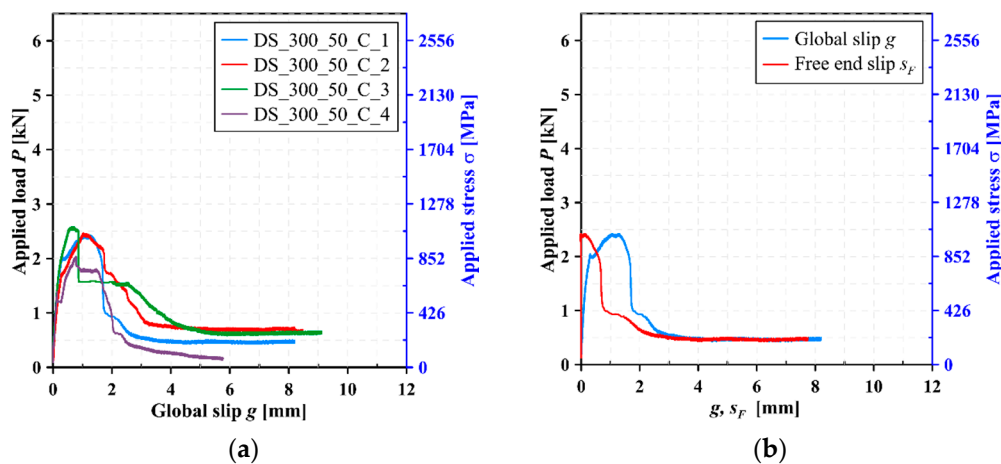 DS_300_50_C_1
DS_300_50_C_2
DS_300_50_C_3
DS_300_50_C_4
Applied load P [kN]
6
5
4
3
2
1
0
2556
2130
1704
1278
852
426
0
Applied stress σ [MPa]
0 2 4 6 8 10 12
Global slip g [mm]
(a)
Global slip g
Free end slip s_F
Applied load P [kN]
6
5
4
3
2
1
0
2556
2130
1704
1278
852
426
0
Applied stress σ [MPa]
0 2 4 6 8 10 12
g, s_F [mm]
(b)